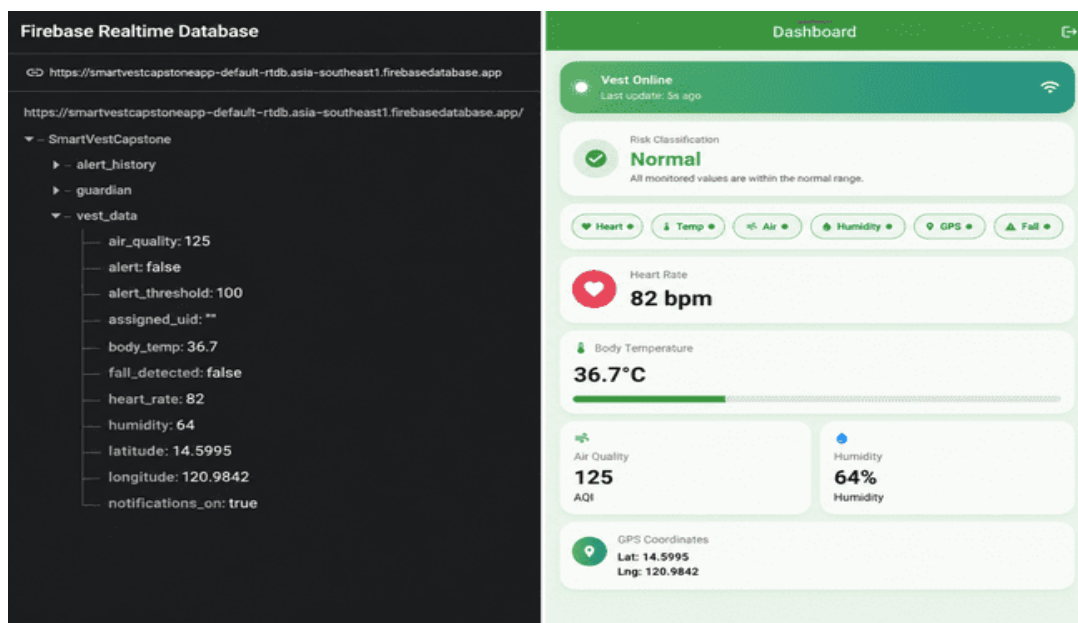 Firebase Realtime Database
https://smartvestcapstoneapp-default-rtdb.asia-southeast1.firebasedatabase.app
https://smartvestcapstoneapp-default-rtdb.asia-southeast1.firebasedatabase.app/
SmartVestCapstone
alert_history
guardian
vest_data
air_quality: 125
alert: false
alert_threshold: 100
assigned_uid: ""
body_temp: 36.7
fall_detected: false
heart_rate: 82
humidity: 64
latitude: 14.5995
longitude: 120.9842
notifications_on: true
Dashboard
Vest Online
Last update: 5s ago
Risk Classification
Normal
All monitored values are within the normal range.
Heart Temp Air Humidity GPS Fall
Heart Rate
82 bpm
Body Temperature
36.7°C
Air Quality
125
AQI
Humidity
64%
Humidity
GPS Coordinates
Lat: 14.5995
Lng: 120.9842